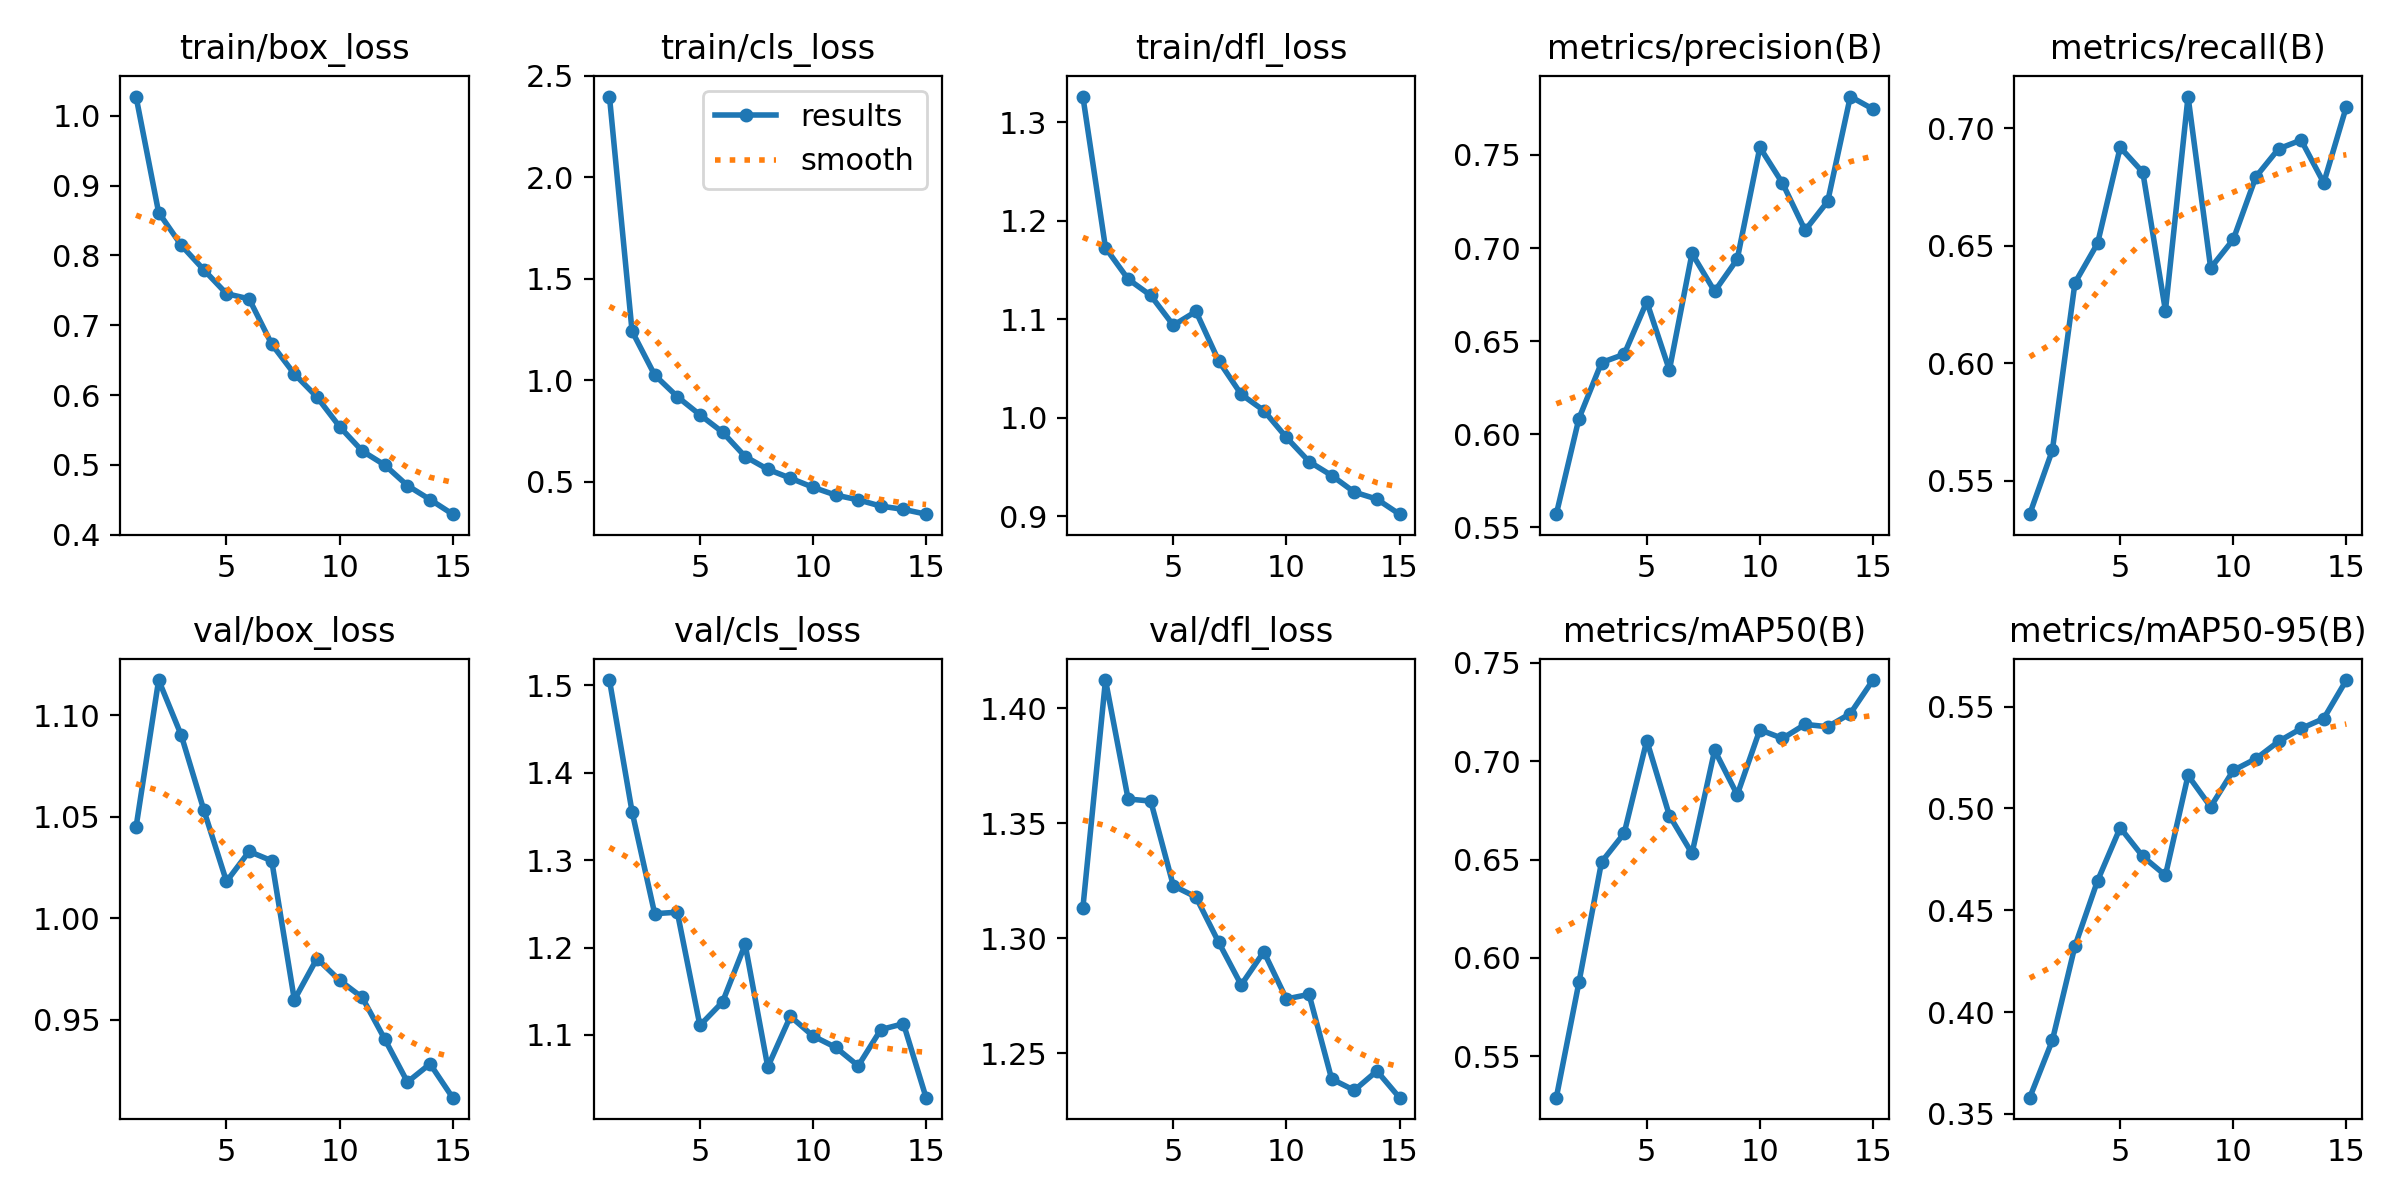 train/box_loss
1.0
0.9
0.8
0.7
0.6
0.5
0.4
5 10 15
train/cls_loss
2.5
2.0
1.5
1.0
0.5
5 10 15
results
smooth
train/dfl_loss
1.3
1.2
1.1
1.0
0.9
5 10 15
metrics/precision(B)
0.75
0.70
0.65
0.60
0.55
5 10 15
metrics/recall(B)
0.70
0.65
0.60
0.55
5 10 15
val/box_loss
1.10
1.05
1.00
0.95
5 10 15
val/cls_loss
1.5
1.4
1.3
1.2
1.1
5 10 15
val/dfl_loss
1.40
1.35
1.30
1.25
5 10 15
metrics/mAP50(B)
0.75
0.70
0.65
0.60
0.55
5 10 15
metrics/mAP50-95(B)
0.55
0.50
0.45
0.40
0.35
5 10 15